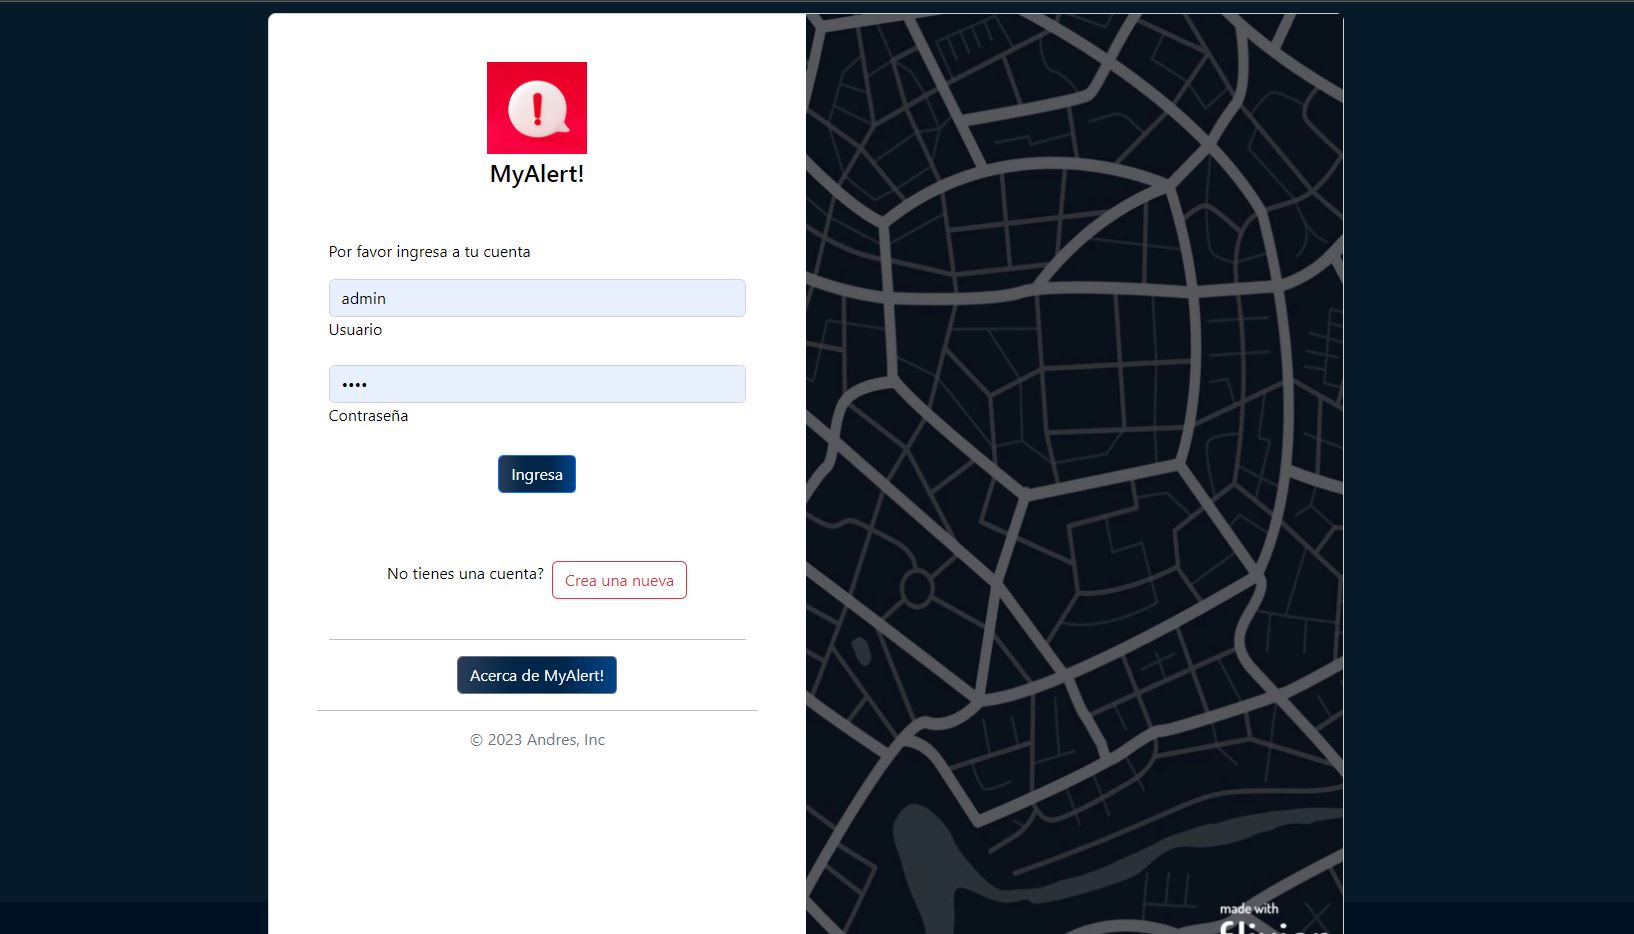 MyAlert!
Por favor ingresa a tu cuenta
admin
Usuario
••••
Contraseña
Ingresa
No tienes una cuenta? Crea una nueva
Acerca de MyAlert!
© 2023 Andres, Inc
made with